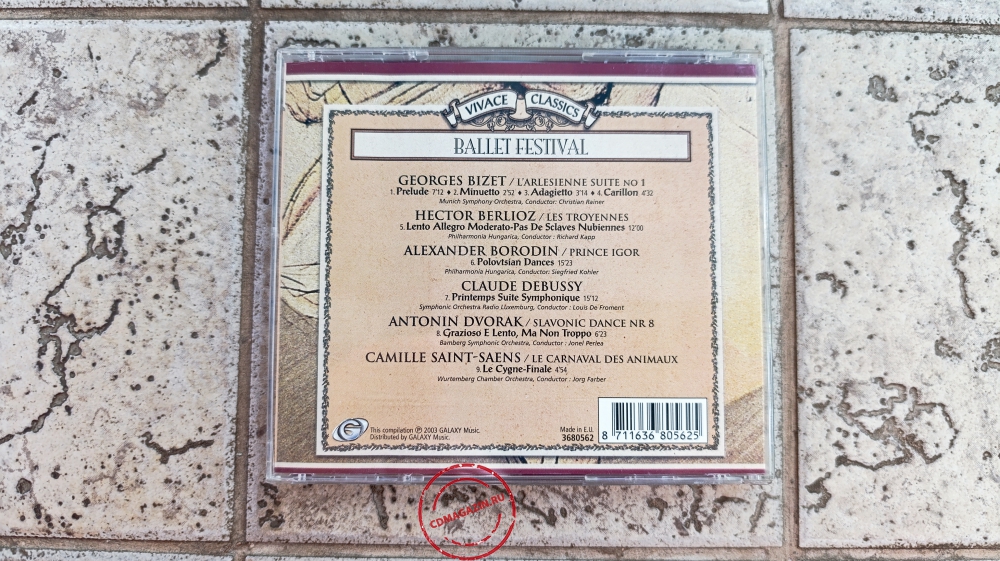 VIVACE CLASSICS
BALLET FESTIVAL
GEORGES BIZET / L'ARLESIENNE SUITE NO 1
1. Prelude 7'12 ♦ 2. Minuetto 2'52 ♦ 3. Adagietto 3'14 ♦ 4. Carillon 4'32
Munich Symphony Orchestra, Conductor: Christian Rainer
HECTOR BERLIOZ / LES TROYENNES
5. Lento Allegro Moderato-Pas De Sclaves Nubiennes 12'00
Philharmonia Hungarica, Conductor : Richard Kapp
ALEXANDER BORODIN / PRINCE IGOR
6. Polovtsian Dances 15'23
Philharmonia Hungarica, Conductor: Siegfried Kohler
CLAUDE DEBUSSY
7. Printemps Suite Symphonique 15'12
Symphonic Orchestra Radio Lluxemburg, Conductor : Louis De Froment
ANTONIN DVORAK / SLAVONIC DANCE NR 8
8. Grazioso E Lento, Ma Non Troppo 6'23
Bamberg Symphonic Orchestra, Conductor : Jonel Perlea
CAMILLE SAINT-SAENS / LE CARNAVAL DES ANIMAUX
9. Le Cygne-Finale 4'54
Wurtemberg Chamber Orchestra, Conductor : Jorg Farber
This compilation ℗ 2003 GALAXY Music.
Distributed by GALAXY Music.
Made in E.U.
3680562
8 711636 805625
CDMAGAZIN.RU